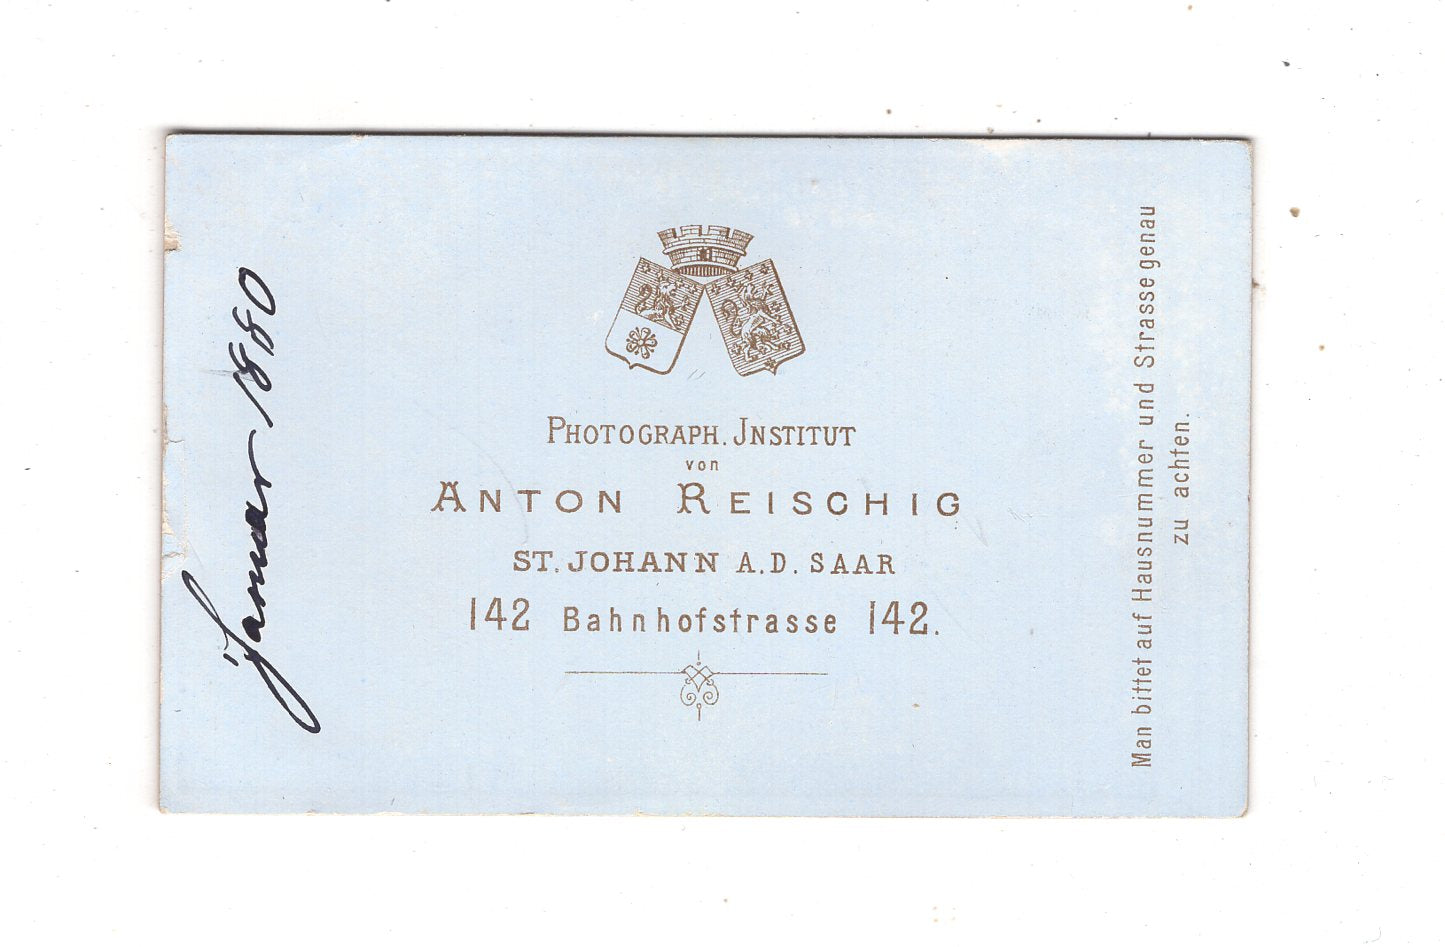 Januar 1880
PHOTOGRAPH. JNSTITUT
von
ANTON REISCHIG
ST. JOHANN A.D. SAAR
142 Bahnhofstrasse 142.
Man bittet auf Hausnummer und Strasse genau
zu achten.